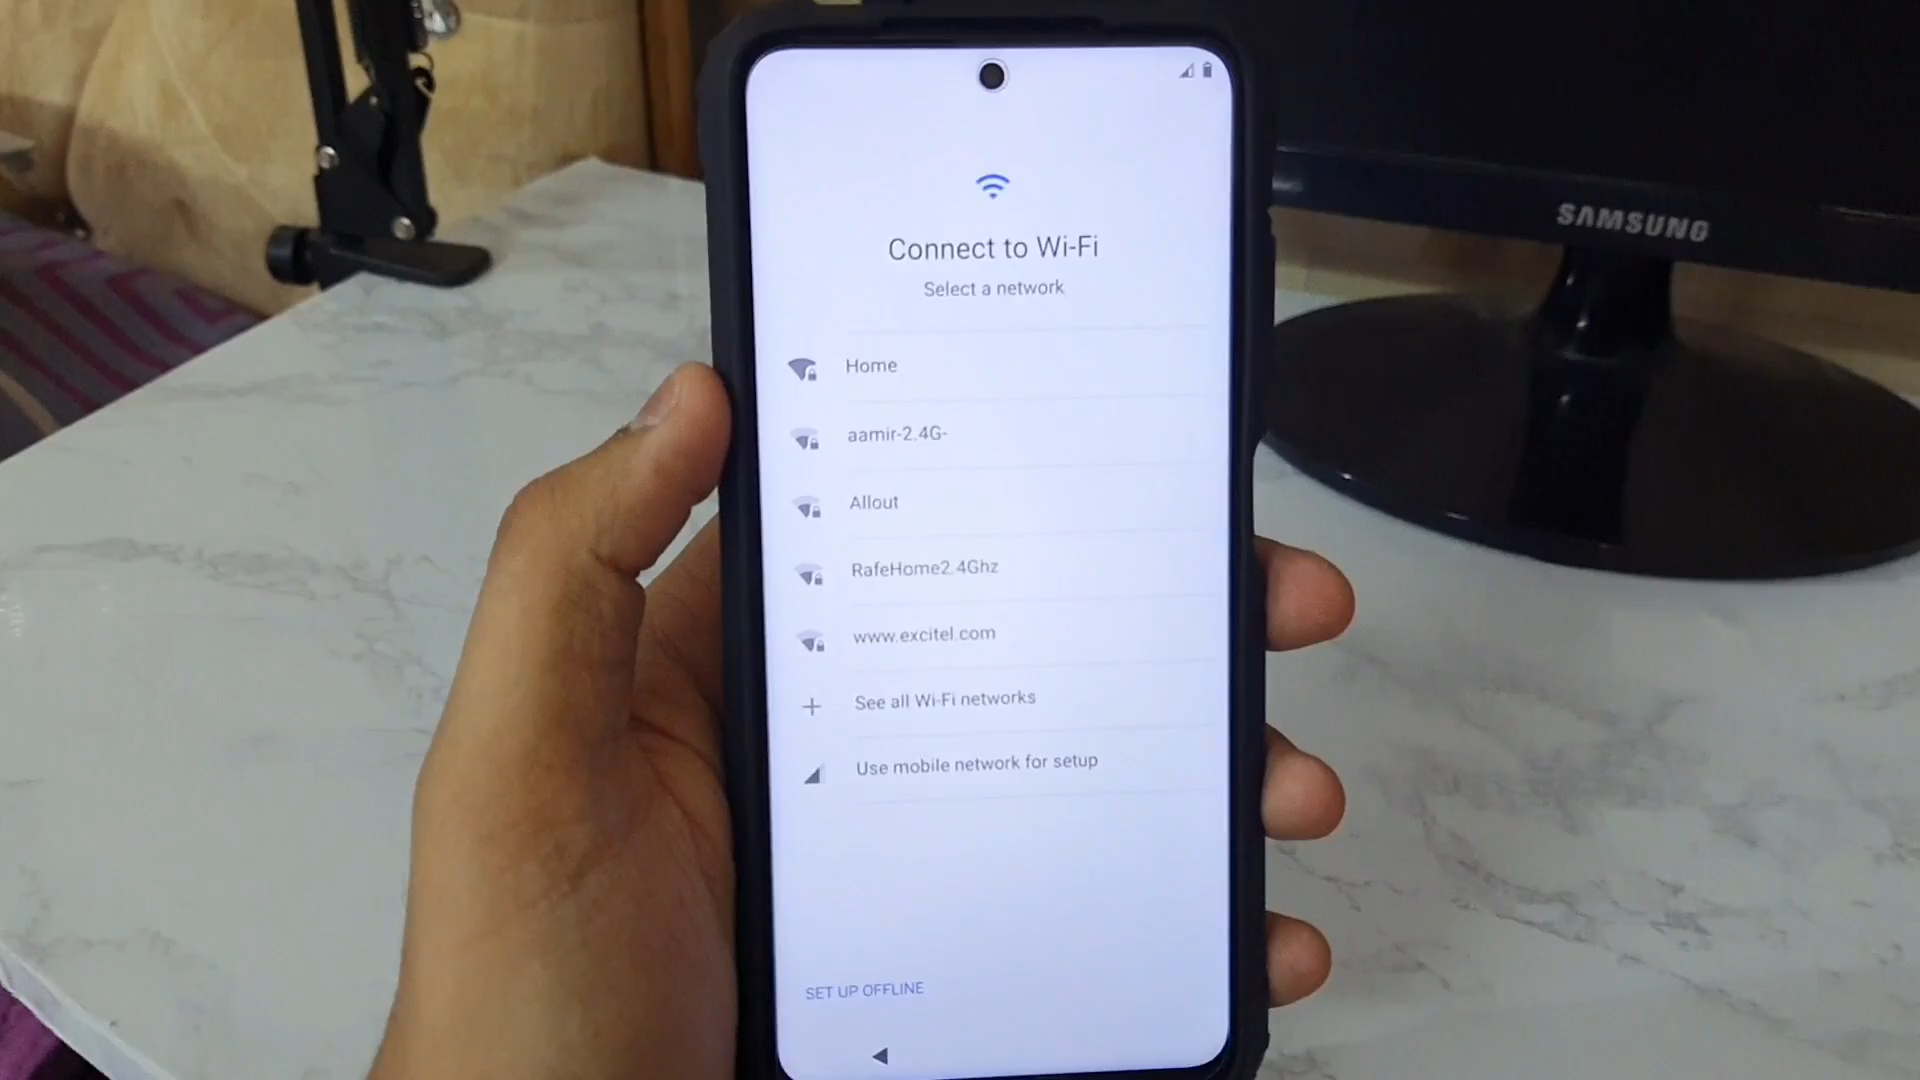 Connect to Wi-Fi
Select a network
Home
aamir-2.4G-
Allout
RafeHome2.4Ghz
www.excitel.com
See all Wi-Fi networks
Use mobile network for setup
SET UP OFFLINE
SAMSUNG